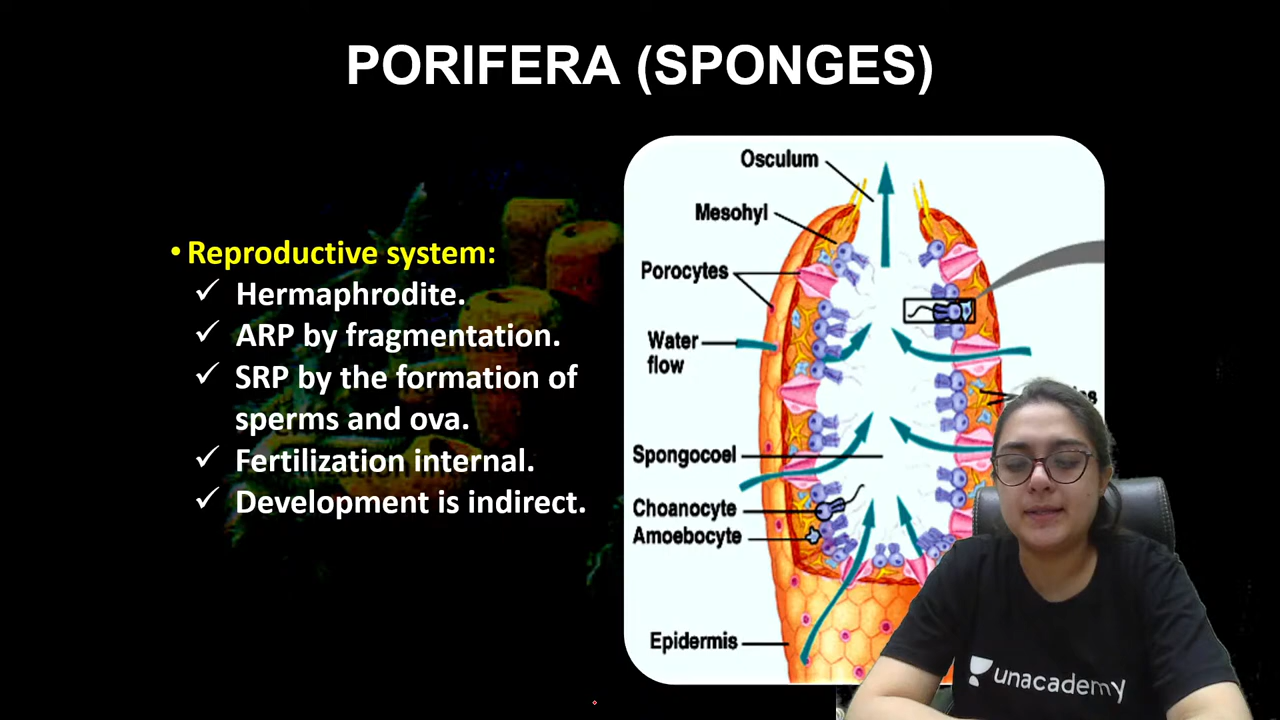 PORIFERA (SPONGES)
• Reproductive system:
✓ Hermaphrodite.
✓ ARP by fragmentation.
✓ SRP by the formation of
sperms and ova.
✓ Fertilization internal.
✓ Development is indirect.
Osculum
Mesohyl
Porocytes
Water
flow
Spongocoel
Choanocyte
Amoebocyte
Epidermis
unacademy